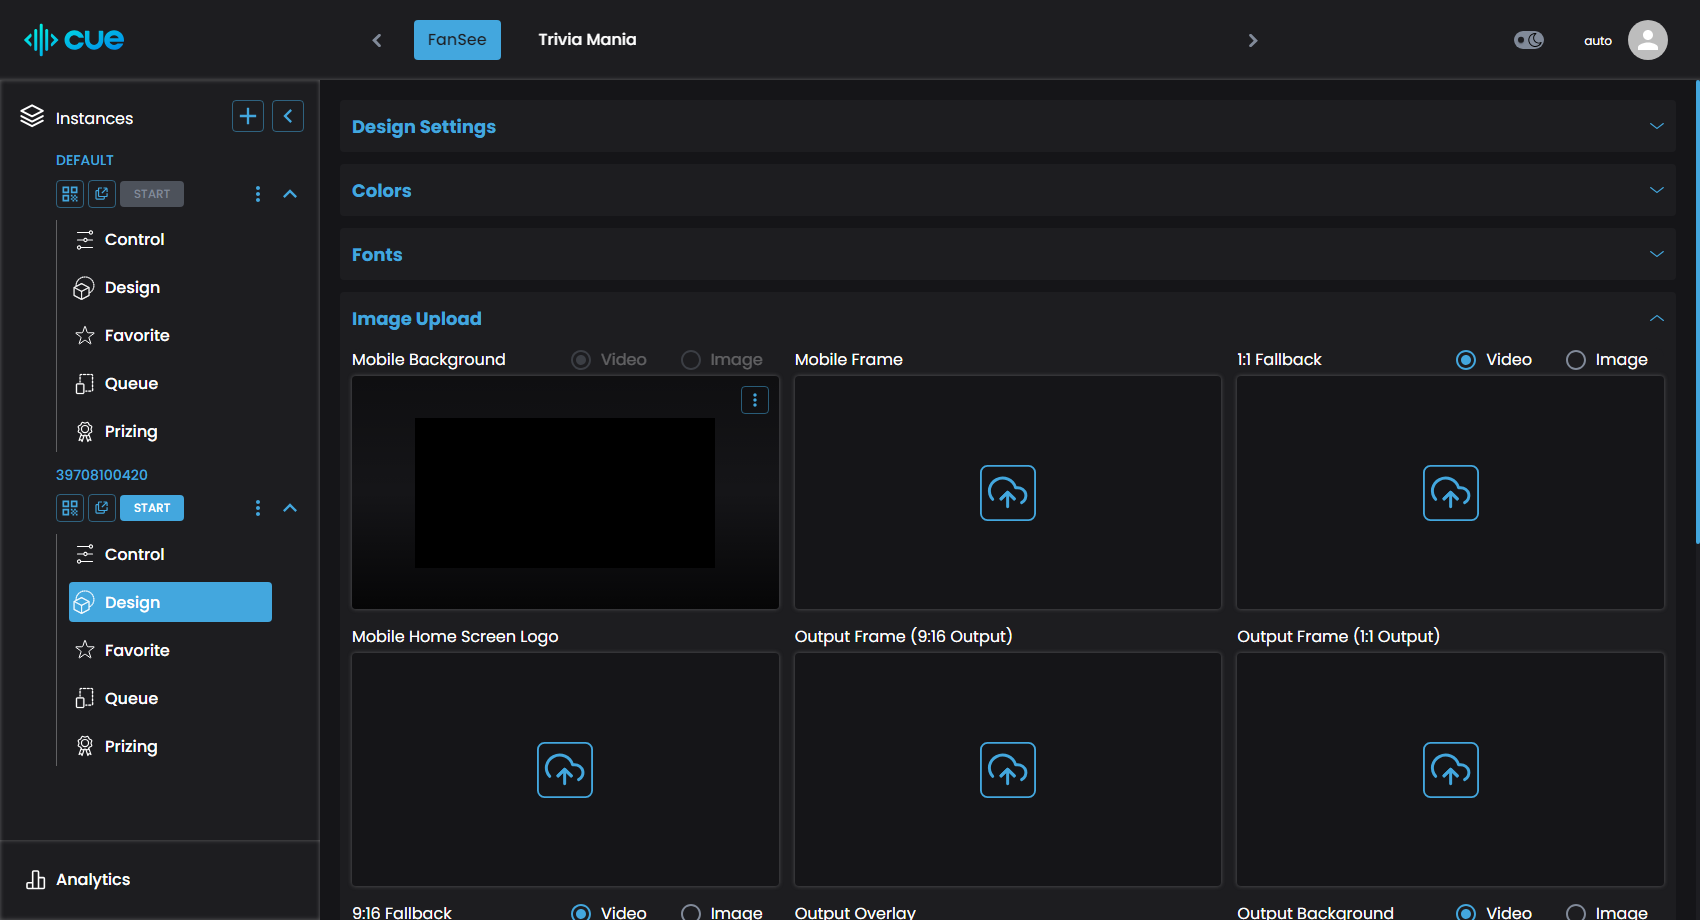 cue
FanSee
Trivia Mania
auto
Instances
DEFAULT
START
Control
Design
Favorite
Queue
Prizing
39708100420
START
Control
Design
Favorite
Queue
Prizing
Analytics
Design Settings
Colors
Fonts
Image Upload
Mobile Background Video Image
Mobile Frame
1:1 Fallback Video Image
Mobile Home Screen Logo
Output Frame (9:16 Output)
Output Frame (1:1 Output)
9:16 Fallback Video Image
Output Overlay
Output Background Video Image